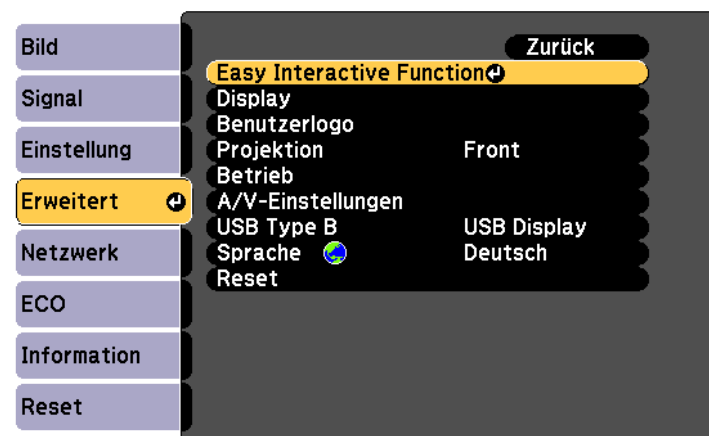 Bild
Signal
Einstellung
Erweitert
Netzwerk
ECO
Information
Reset
Zurück
Easy Interactive Function
Display
Benutzerlogo
Projektion Front
Betrieb
A/V-Einstellungen
USB Type B USB Display
Sprache Deutsch
Reset